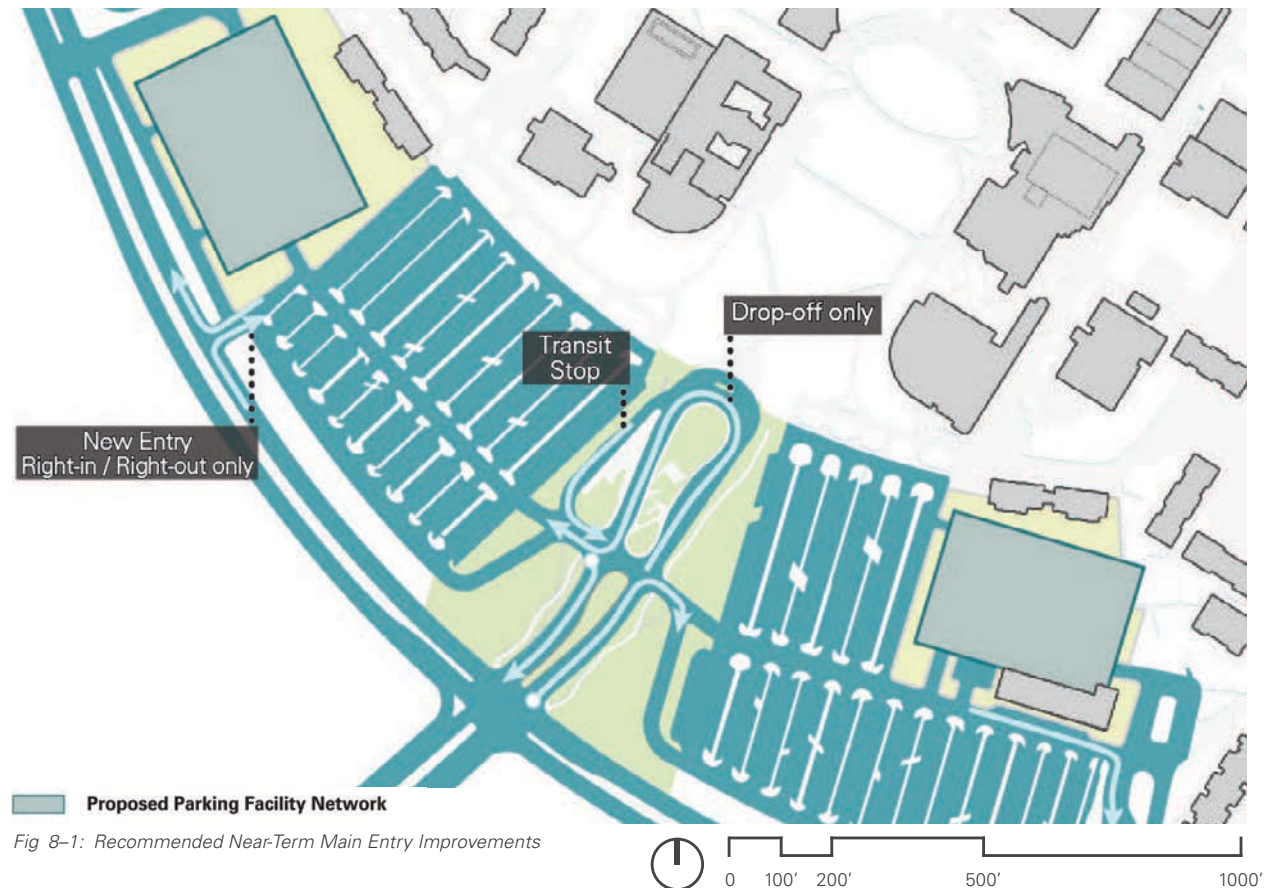 Drop-off only
Transit
Stop
New Entry
Right-in / Right-out only
Proposed Parking Facility Network
Fig 8–1: Recommended Near-Term Main Entry Improvements
0 100’ 200’ 500’ 1000’